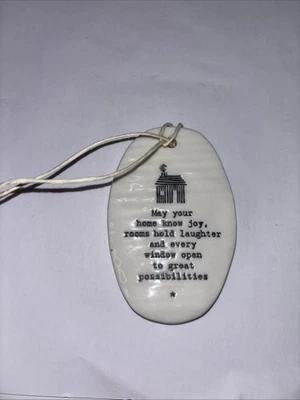 May your
home know joy,
rooms hold laughter
and every
window open
to great
possibilities